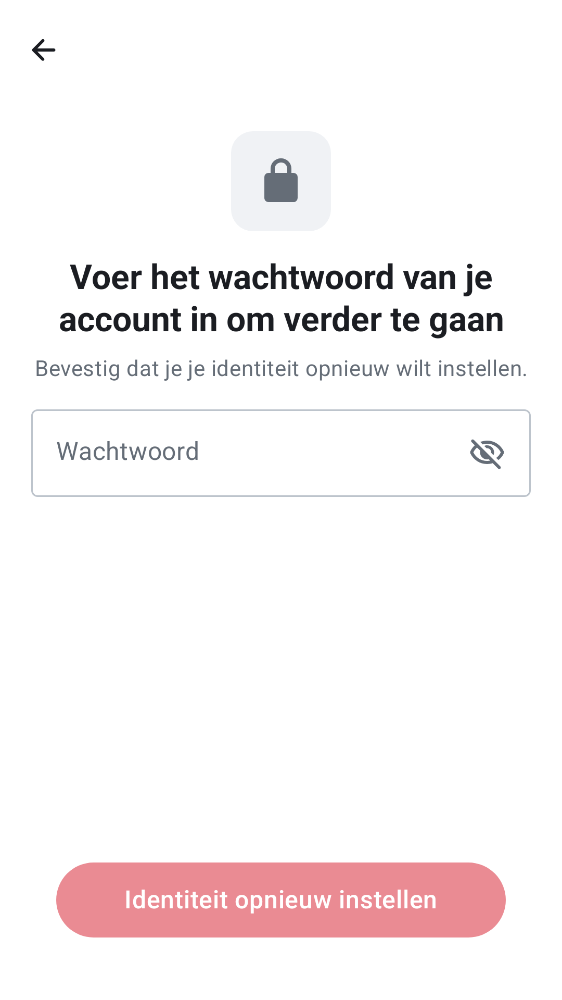 Voer het wachtwoord van je
account in om verder te gaan
Bevestig dat je je identiteit opnieuw wilt instellen.
Wachtwoord
Identiteit opnieuw instellen